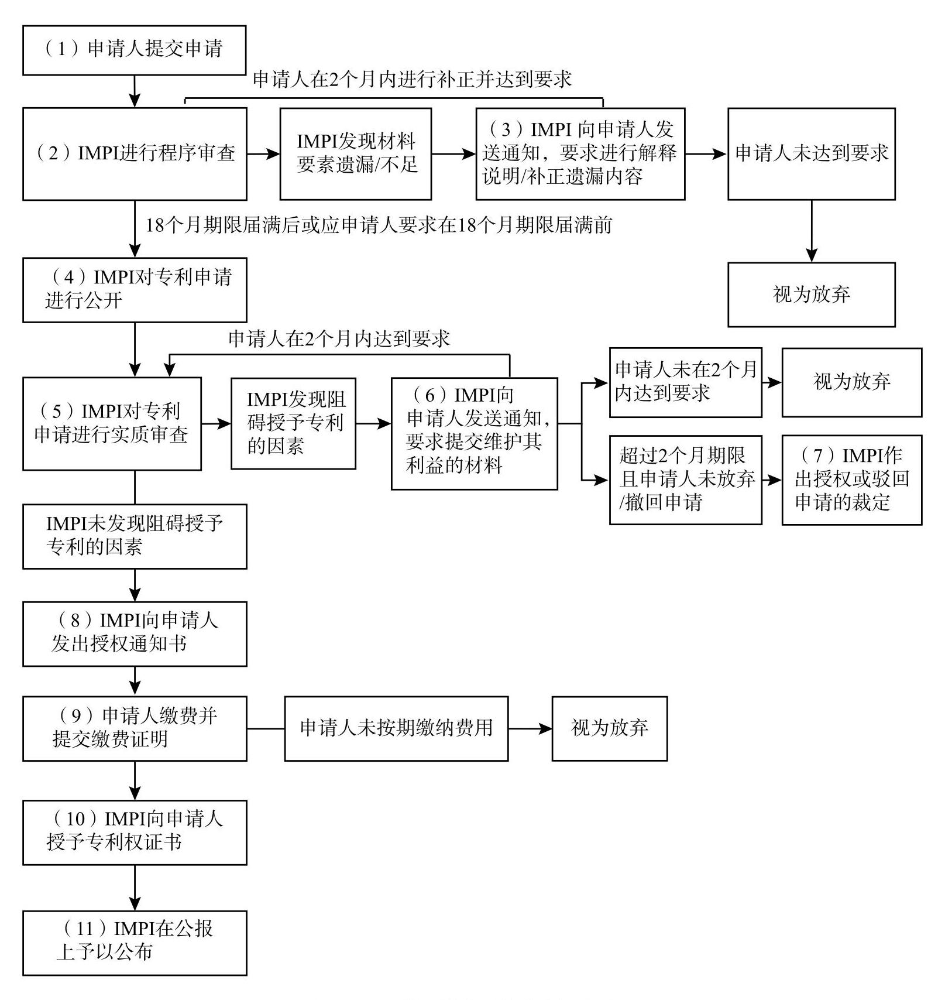 （1）申请人提交申请
申请人在2个月内进行补正并达到要求
（2）IMPI进行程序审查
IMPI发现材料
要素遗漏/不足
（3）IMPI 向申请人发
送通知，要求进行解释
说明/补正遗漏内容
申请人未达到要求
18个月期限届满后或应申请人要求在18个月期限届满前
（4）IMPI对专利申请
进行公开
视为放弃
申请人在2个月内达到要求
（5）IMPI对专利
申请进行实质审查
IMPI发现阻
碍授予专利
的因素
（6）IMPI向
申请人发送通知，
要求提交维护其
利益的材料
申请人未在2个月
内达到要求
视为放弃
超过2个月期限
且申请人未放弃
/撤回申请
（7）IMPI作
出授权或驳回
申请的裁定
IMPI未发现阻碍授予
专利的因素
（8）IMPI向申请人
发出授权通知书
（9）申请人缴费并
提交缴费证明
申请人未按期缴纳费用
视为放弃
（10）IMPI向申请人
授予专利权证书
（11）IMPI在公报
上予以公布